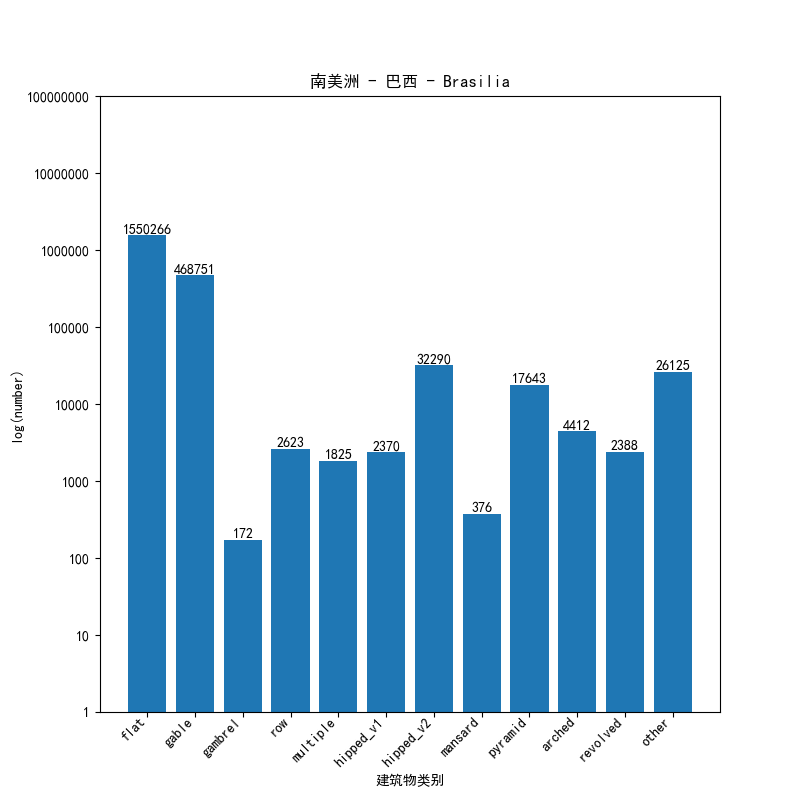 南美洲 - 巴西 - Brasilia
100000000
10000000
1000000
100000
10000
1000
100
10
1
log(number)
1550266
468751
172
2623
1825
2370
32290
376
17643
4412
2388
26125
flat
gable
gambrel
row
multiple
hipped_v1
hipped_v2
mansard
pyramid
arched
revolved
other
建筑物类别